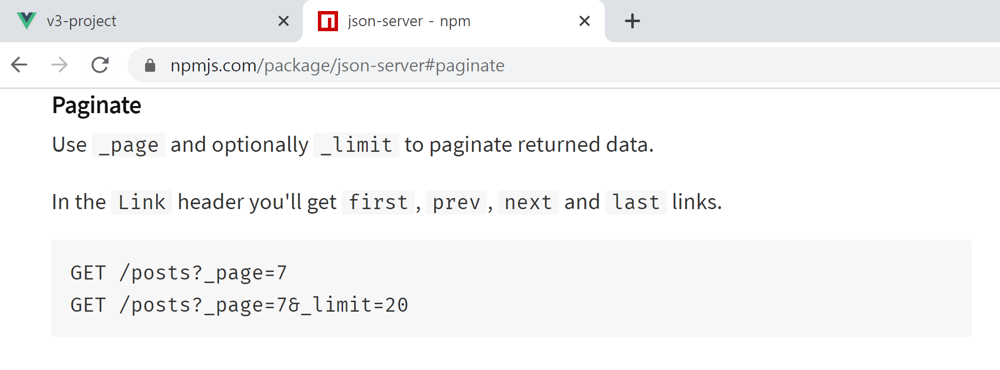 v3-project
json-server - npm
npmjs.com/package/json-server#paginate
Paginate
Use _page and optionally _limit to paginate returned data.
In the Link header you'll get first, prev, next and last links.
GET /posts?_page=7
GET /posts?_page=7&_limit=20